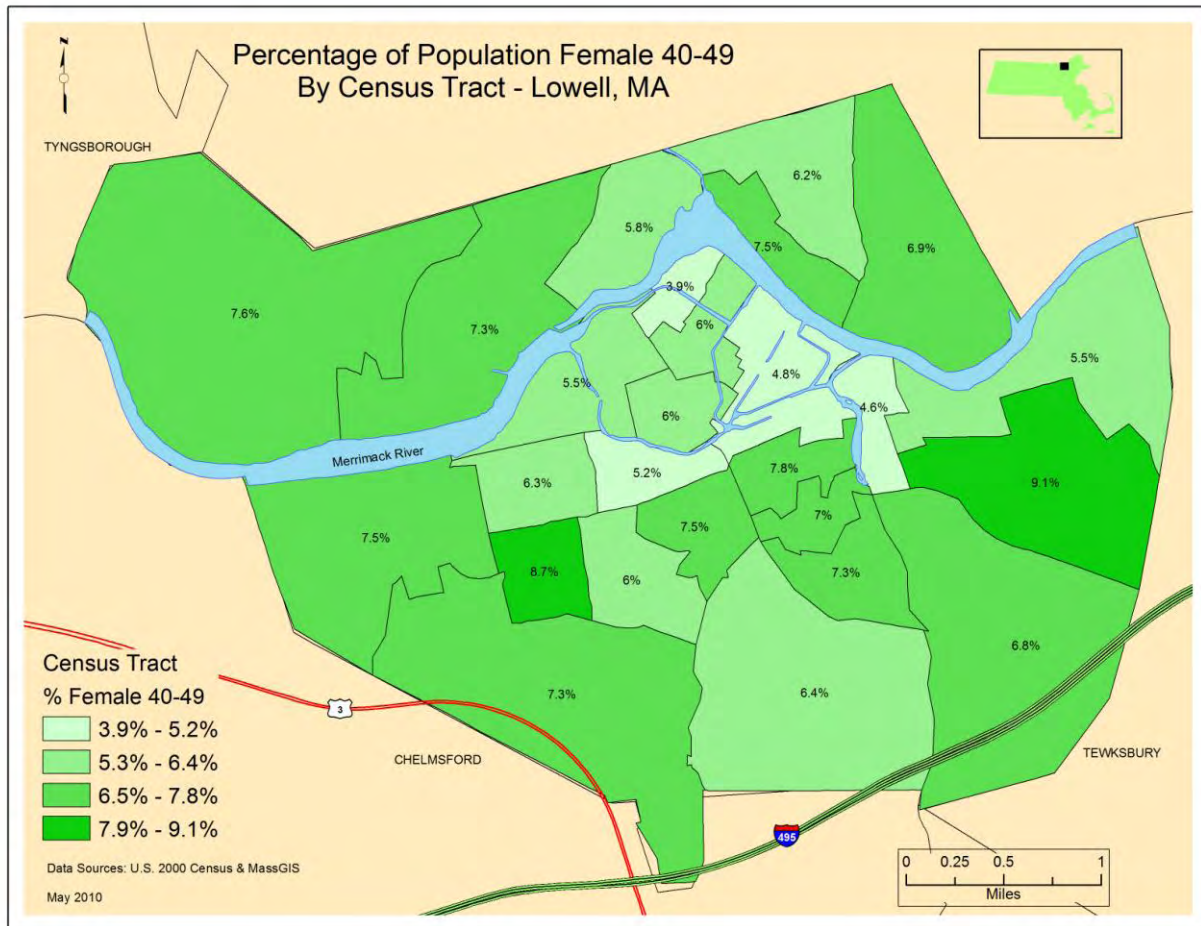 Percentage of Population Female 40-49
By Census Tract - Lowell, MA
N
TYNGSBOROUGH
6.2%
5.8%
7.5%
6.9%
3.9%
7.6%
7.3%
6%
5.5%
4.8%
5.5%
4.6%
6%
Merrimack River
5.2%
7.8%
6.3%
9.1%
7.5%
7%
7.5%
8.7%
6%
7.3%
6.8%
7.3%
6.4%
Census Tract
% Female 40-49
3.9% - 5.2%
5.3% - 6.4%
6.5% - 7.8%
7.9% - 9.1%
3
CHELMSFORD
TEWKSBURY
495
Data Sources: U.S. 2000 Census & MassGIS
May 2010
0 0.25 0.5 1
Miles